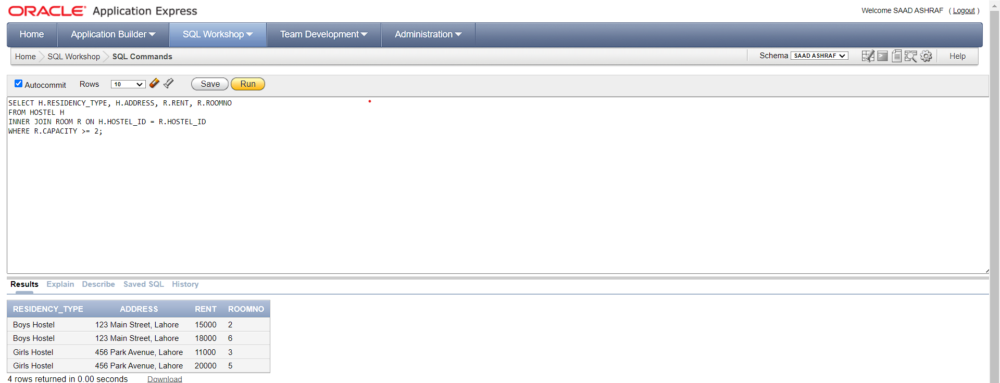 ORACLE® Application Express
Welcome SAAD ASHRAF ( Logout )
Home Application Builder SQL Workshop Team Development Administration
Home SQL Workshop SQL Commands Schema SAAD ASHRAF Help
Autocommit Rows 10 Save Run
SELECT H.RESIDENCY_TYPE, H.ADDRESS, R.RENT, R.ROOMNO
FROM HOSTEL H
INNER JOIN ROOM R ON H.HOSTEL_ID = R.HOSTEL_ID
WHERE R.CAPACITY >= 2;
Results Explain Describe Saved SQL History
RESIDENCY_TYPE ADDRESS RENT ROOMNO
Boys Hostel 123 Main Street, Lahore 15000 2
Boys Hostel 123 Main Street, Lahore 18000 6
Girls Hostel 456 Park Avenue, Lahore 11000 3
Girls Hostel 456 Park Avenue, Lahore 20000 5
4 rows returned in 0.00 seconds Download